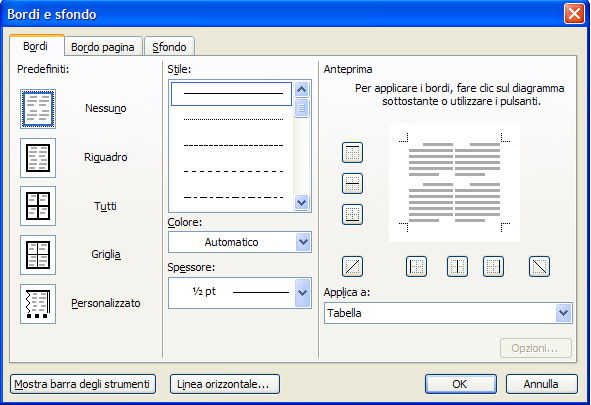 Bordi e sfondo
Bordi
Bordo pagina
Sfondo
Predefiniti:
Nessuno
Riquadro
Tutti
Griglia
Personalizzato
Stile:
Colore:
Automatico
Spessore:
½ pt
Anteprima
Per applicare i bordi, fare clic sul diagramma
sottostante o utilizzare i pulsanti.
Applica a:
Tabella
Opzioni...
Mostra barra degli strumenti
Linea orizzontale...
OK
Annulla